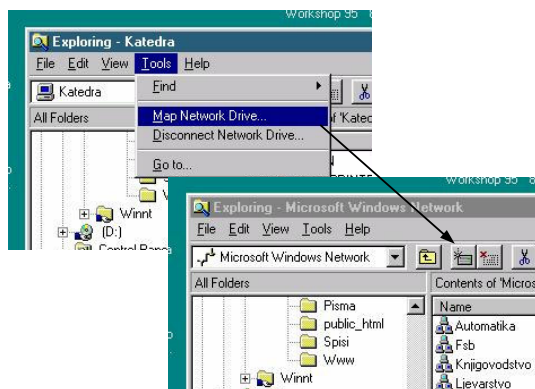 Workshop 95
Exploring - Katedra
File Edit View Tools Help
Katedra
Find
All Folders
Map Network Drive...
Disconnect Network Drive...
Go to...
Winnt
(D:)
Workshop 95
Exploring - Microsoft Windows Network
File Edit View Tools Help
Microsoft Windows Network
All Folders
Contents of 'Micros
Pisma
Name
public_html
Automatika
Spisi
Fsb
Www
Knjigovodstvo
Winnt
Ljevarstvo